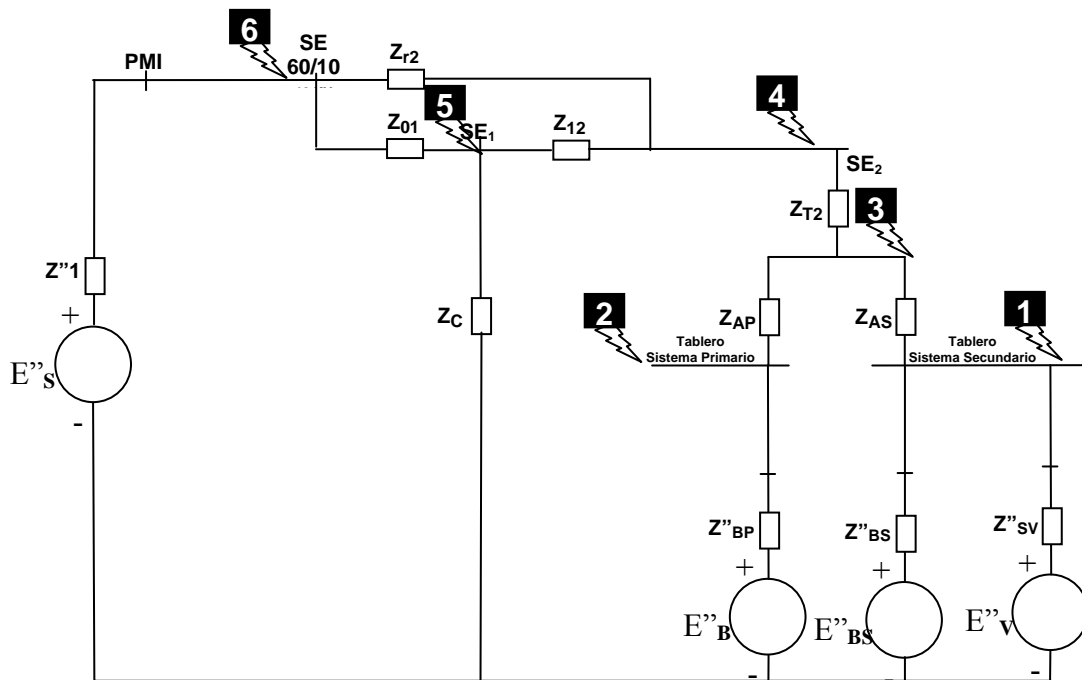 6
SE
60/10
PMI
Zr2
5
Z01
SE1
Z12
4
SE2
ZT2
3
Z”1
+
E”S
-
ZC
2
ZAP
ZAS
1
Tablero
Sistema Primario
Tablero
Sistema Secundario
Z”BP
Z”BS
Z”SV
+
+
+
E”B
E”BS
E”V
-
-
-